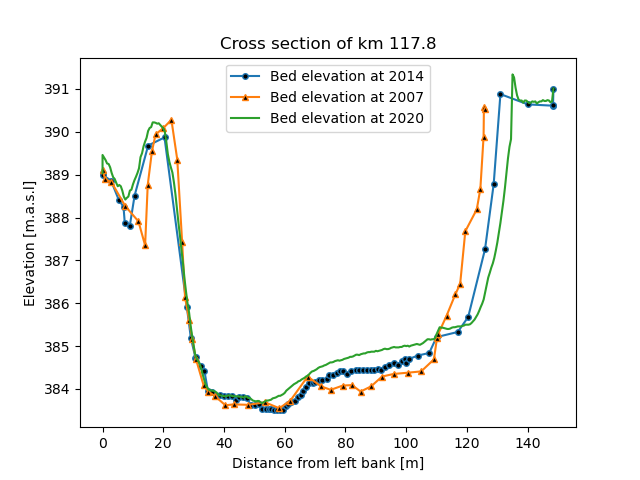 Cross section of km 117.8
Bed elevation at 2014
Bed elevation at 2007
Bed elevation at 2020
Elevation [m.a.s.l]
391
390
389
388
387
386
385
384
0 20 40 60 80 100 120 140
Distance from left bank [m]